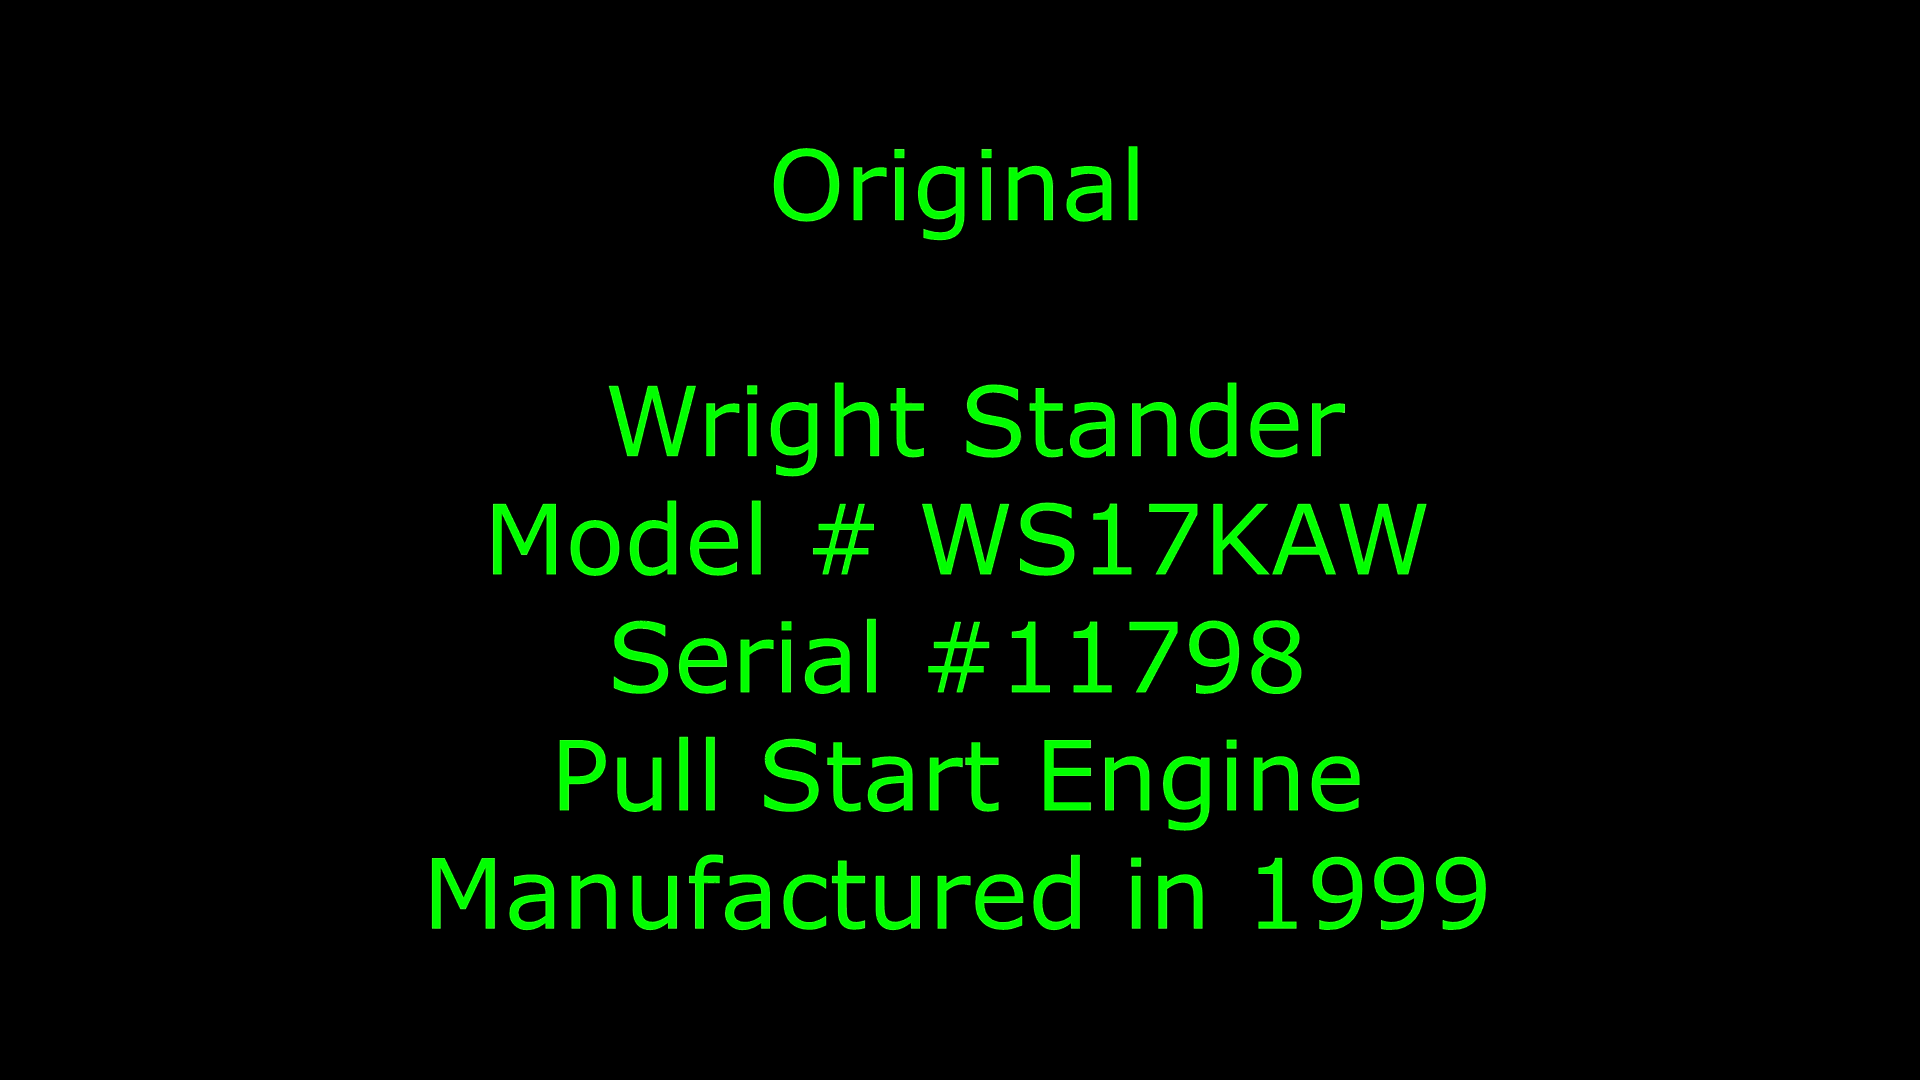 Original
Wright Stander
Model # WS17KAW
Serial #11798
Pull Start Engine
Manufactured in 1999